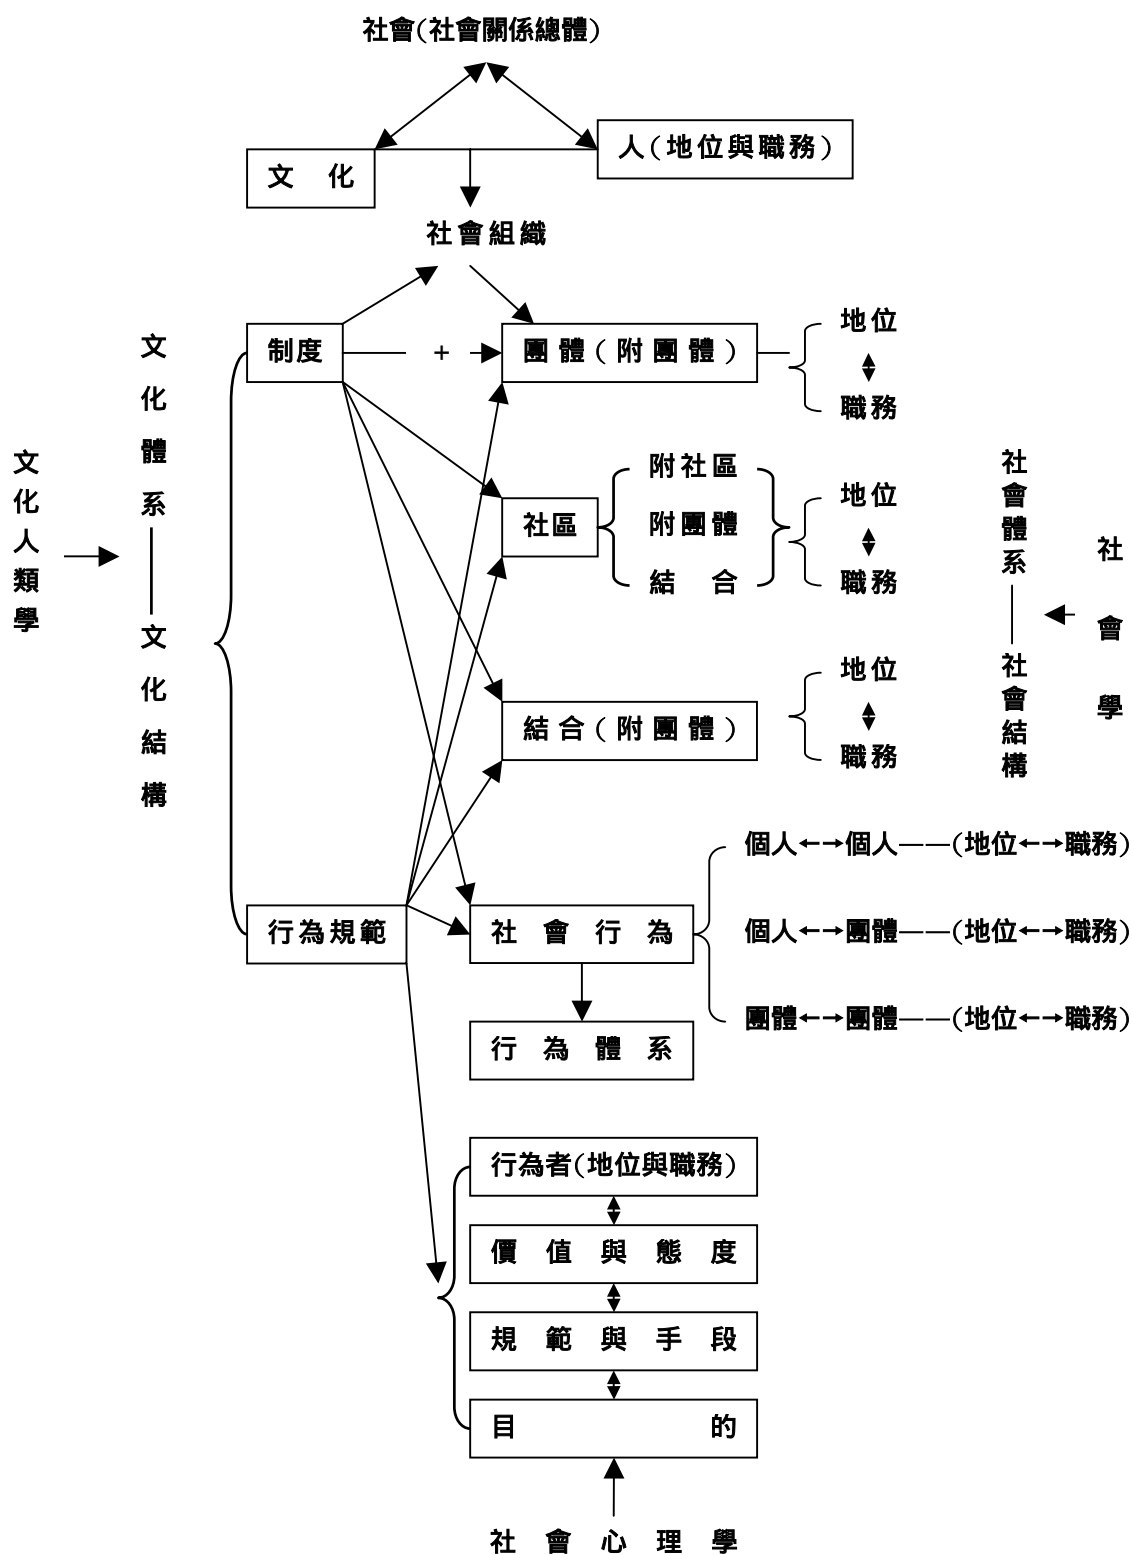 社會(社會關係總體)
人(地位與職務)
文化
社會組織
制度
+
團體(附團體)
地位
職務
文化人類學
文化體系
文化結構
社區
附社區
附團體
結合
地位
職務
社會體系
社會結構
社會學
結合(附團體)
地位
職務
個人←→個人——(地位←→職務)
行為規範
社會行為
個人←→團體——(地位←→職務)
團體←→團體——(地位←→職務)
行為體系
行為者(地位與職務)
價值與態度
規範與手段
目的
社會心理學